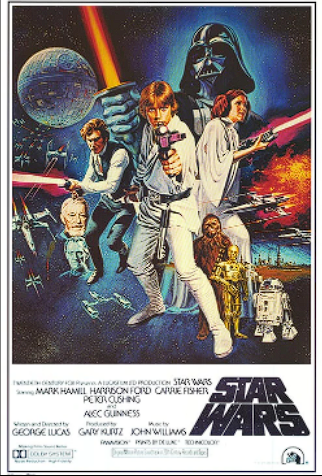 TWENTIETH CENTURY-FOX Presents A LUCASFILM LTD. PRODUCTION STAR WARS
Starring MARK HAMILL HARRISON FORD CARRIE FISHER
PETER CUSHING
and
ALEC GUINNESS
Written and Directed by GEORGE LUCAS
Produced by GARY KURTZ
Music by JOHN WILLIAMS
PANAVISION PRINTS BY DE LUXE TECHNICOLOR
DOLBY SYSTEM
STAR
WARS